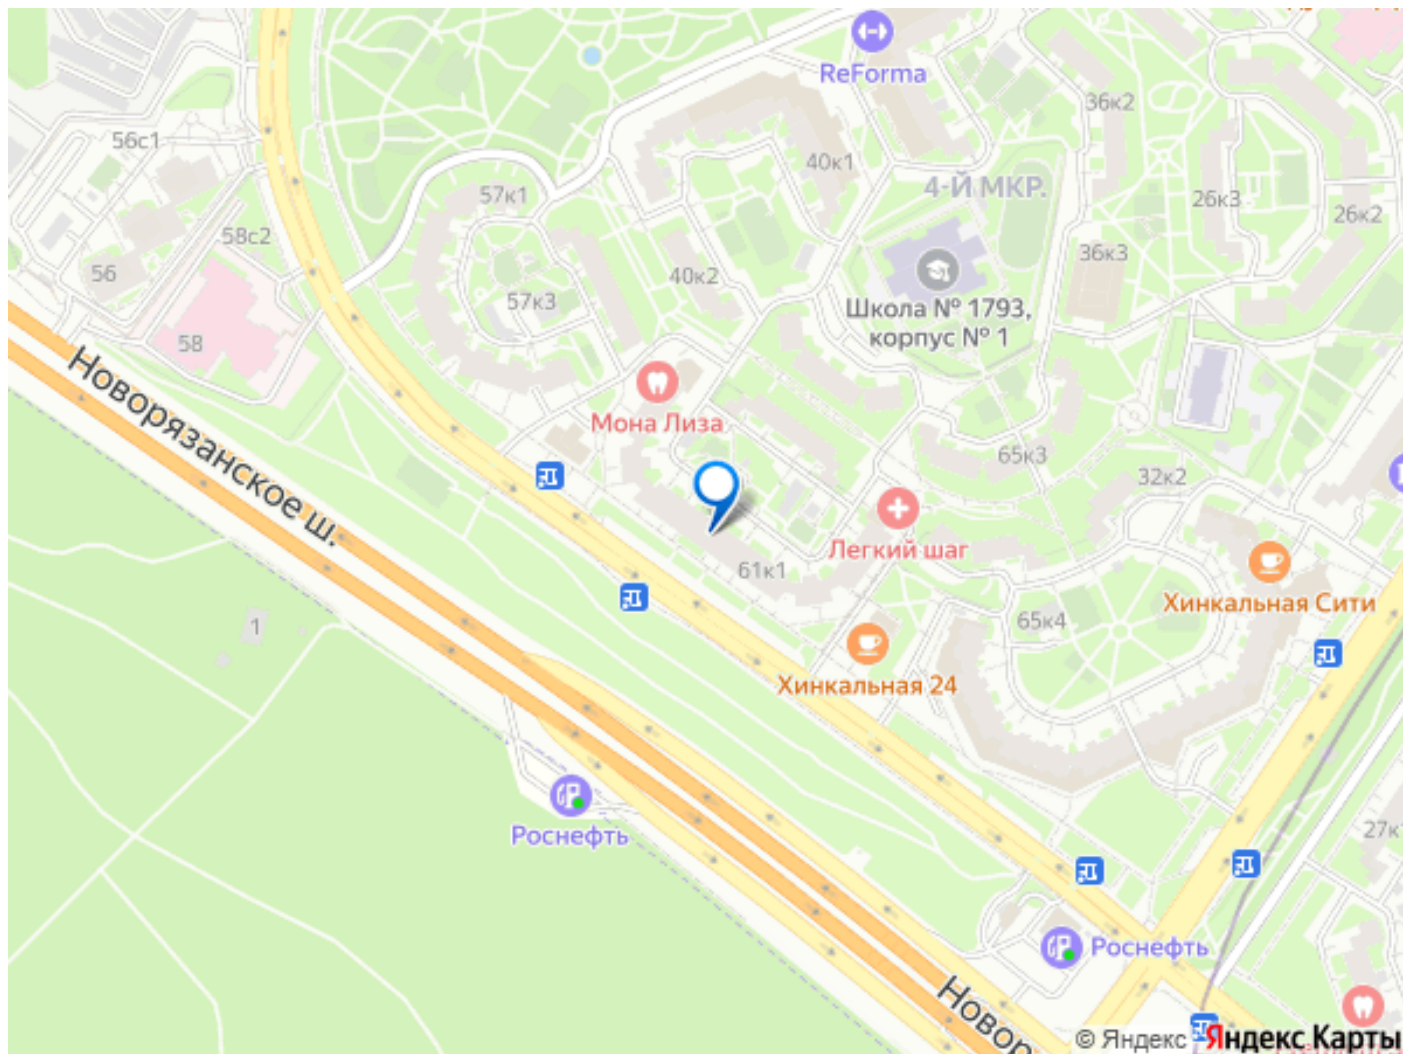 ReForma
36к2
56с1
40к1
4-Й МКР.
57к1
26к3
26к2
58с2
36к3
56
40к2
57к3
Школа № 1793,
корпус № 1
58
Новорязанское ш.
Мона Лиза
65к3
32к2
Легкий шаг
61к1
Хинкальная Сити
65к4
1
Хинкальная 24
Роснефть
27к1
Роснефть
Новор
© Яндекс
Яндекс Карты